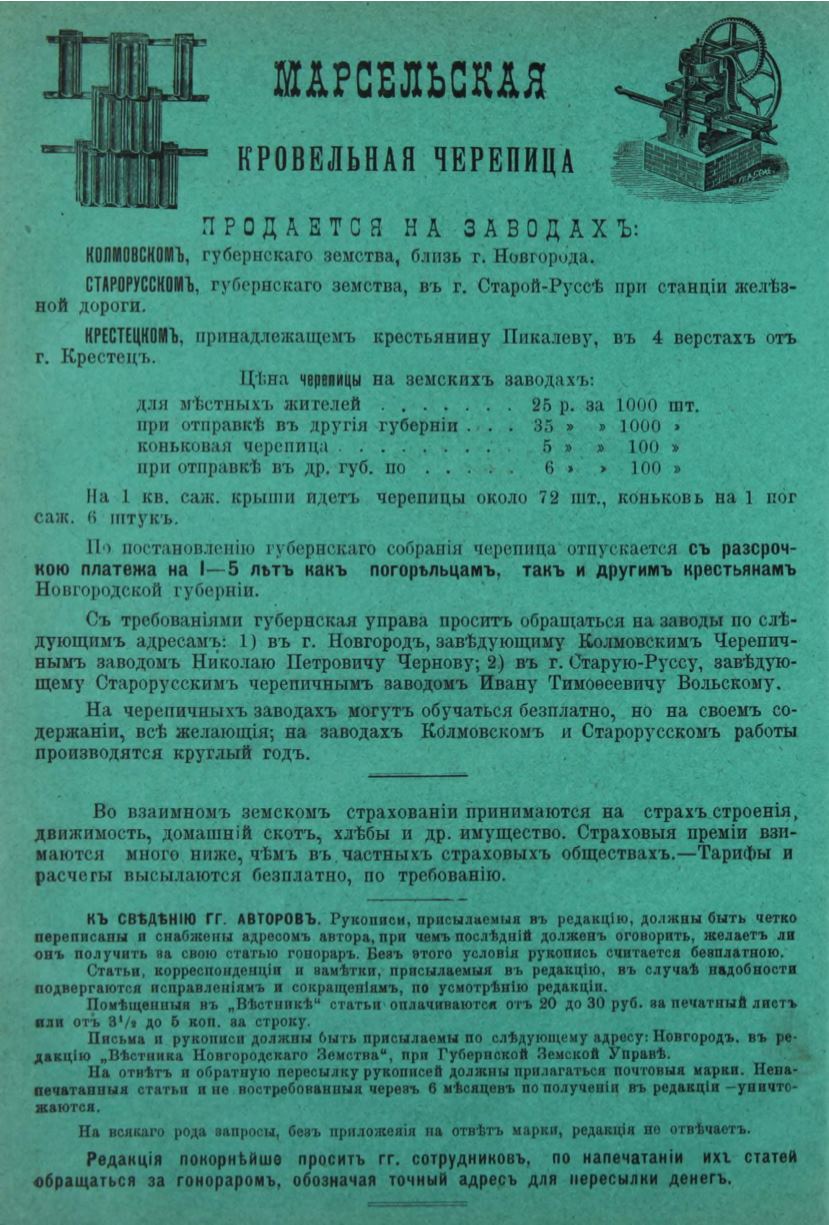 МАРСЕЛЬСКАЯ
КРОВЕЛЬНАЯ ЧЕРЕПИЦА
ПРОДАЕТСЯ НА ЗАВОДАХЪ:
КОЛМОВСКОМЪ, губернскаго земства, близь г. Новгорода.
СТАРОРУССКОМЪ, губернскаго земства, въ г. Старой-Руссѣ при станціи желѣз-
ной дороги.
КРЕСТЕЦКОМЪ, принадлежащемъ крестьянину Пикалеву, въ 4 верстахъ отъ
г. Крестецъ.
Цѣна черепицы на земскихъ заводахъ:
для мѣстныхъ жителей . . . . . . . 25 р. за 1000 шт.
при отправкѣ въ другія губерніи . . . 35 » » 1000 »
коньковая черепица . . . . . . . . 5 » » 100 »
при отправкѣ въ др. губ. по . . . . . 6 » » 100 »
На 1 кв. саж. крыши идетъ черепицы около 72 шт., коньковъ на 1 пог
саж. 6 штукъ.
По постановленію губернскаго собранія черепица отпускается съ разсроч-
кою платежа на I—5 лѣтъ какъ погорѣльцамъ, такъ и другимъ крестьянамъ
Новгородской губерніи.
Съ требованіями губернская управа проситъ обращаться на заводы по слѣ-
дующимъ адресамъ: 1) въ г. Новгородъ, завѣдующему Колмовскимъ Черепич-
нымъ заводомъ Николаю Петровичу Чернову; 2) въ г. Старую-Руссу, завѣдую-
щему Старорусскимъ черепичнымъ заводомъ Ивану Тимоѳеевичу Вольскому.
На черепичныхъ заводахъ могутъ обучаться безплатно, но на своемъ со-
держаніи, всѣ желающія; на заводахъ Колмовскомъ и Старорусскомъ работы
производятся круглый годъ.
Во взаимномъ земскомъ страхованіи принимаются на страхъ строенія,
движимость, домашній скотъ, хлѣбы и др. имущество. Страховыя преміи взи-
маются много ниже, чѣмъ въ частныхъ страховыхъ обществахъ.—Тарифы и
расчеты высылаются безплатно, по требованію.
КЪ СВѢДѢНІЮ ГГ. АВТОРОВЪ. Рукописи, присылаемыя въ редакцію, должны быть четко
переписаны и снабжены адресомъ автора, при чемъ послѣдній долженъ оговорить, желаетъ ли
онъ получить за свою статью гонораръ. Безъ этого условія рукопись считается безплатною.
Статьи, корреспонденціи и замѣтки, присылаемыя въ редакцію, въ случаѣ надобности
подвергаются исправленіямъ и сокращеніямъ, по усмотрѣнію редакціи.
Помѣщенныя въ „Вѣстникѣ“ статьи оплачиваются отъ 20 до 30 руб. за печатный листъ
или отъ 3¹/₂ до 5 коп. за строку.
Письма и рукописи должны быть присылаемы по слѣдующему адресу: Новгородъ, въ ре-
дакцію „Вѣстника Новгородскаго Земства“, при Губернской Земской Управѣ.
На отвѣтъ и обратную пересылку рукописей должны прилагаться почтовыя марки. Нена-
печатанныя статьи и не востребованныя черезъ 6 мѣсяцевъ по полученіи въ редакціи —уничто-
жаются.
На всякаго рода запросы, безъ приложенія на отвѣтъ марки, редакція не отвѣчаетъ.
Редакція покорнѣйше проситъ гг. сотрудниковъ, по напечатаніи ихъ статей
обращаться за гонораромъ, обозначая точный адресъ для пересылки денегъ.